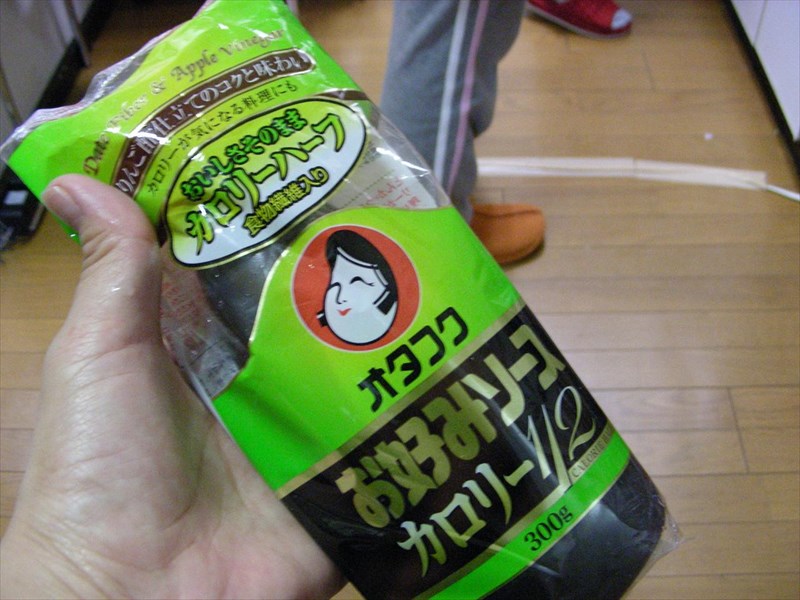 Date, Fiber & Apple Vinegar
りんご酢仕立てのコクと味わい
カロリーが気になる料理にも
おいしさそのまま
カロリーハーフ
食物繊維入り
オタフク
お好みソース
カロリー1/2
CALORIE
300g